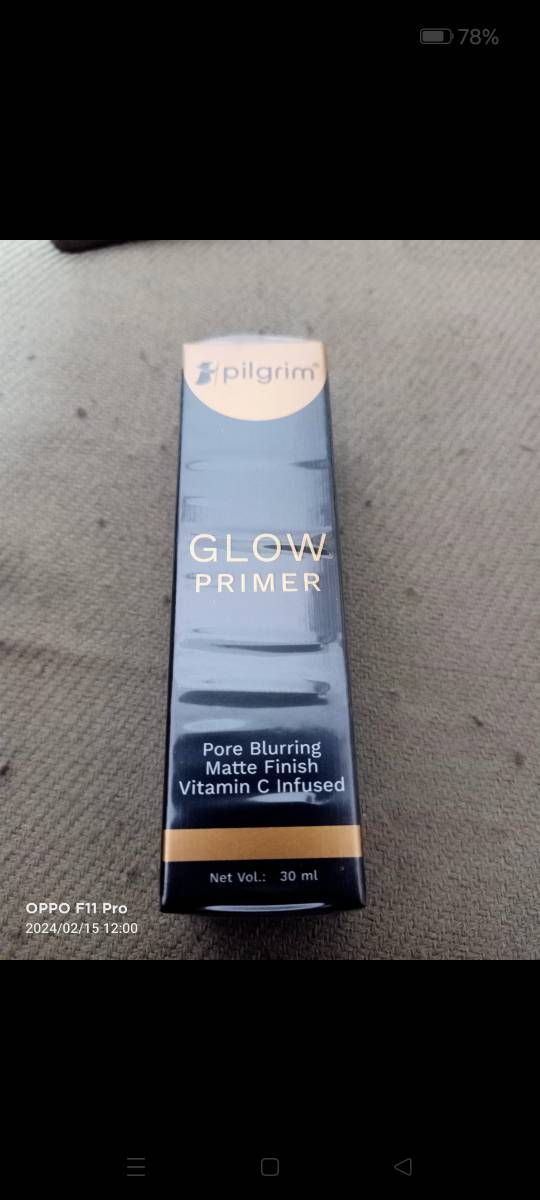 78%
pilgrim®
GLOW
PRIMER
Pore Blurring
Matte Finish
Vitamin C Infused
Net Vol.: 30 ml
OPPO F11 Pro
2024/02/15 12:00